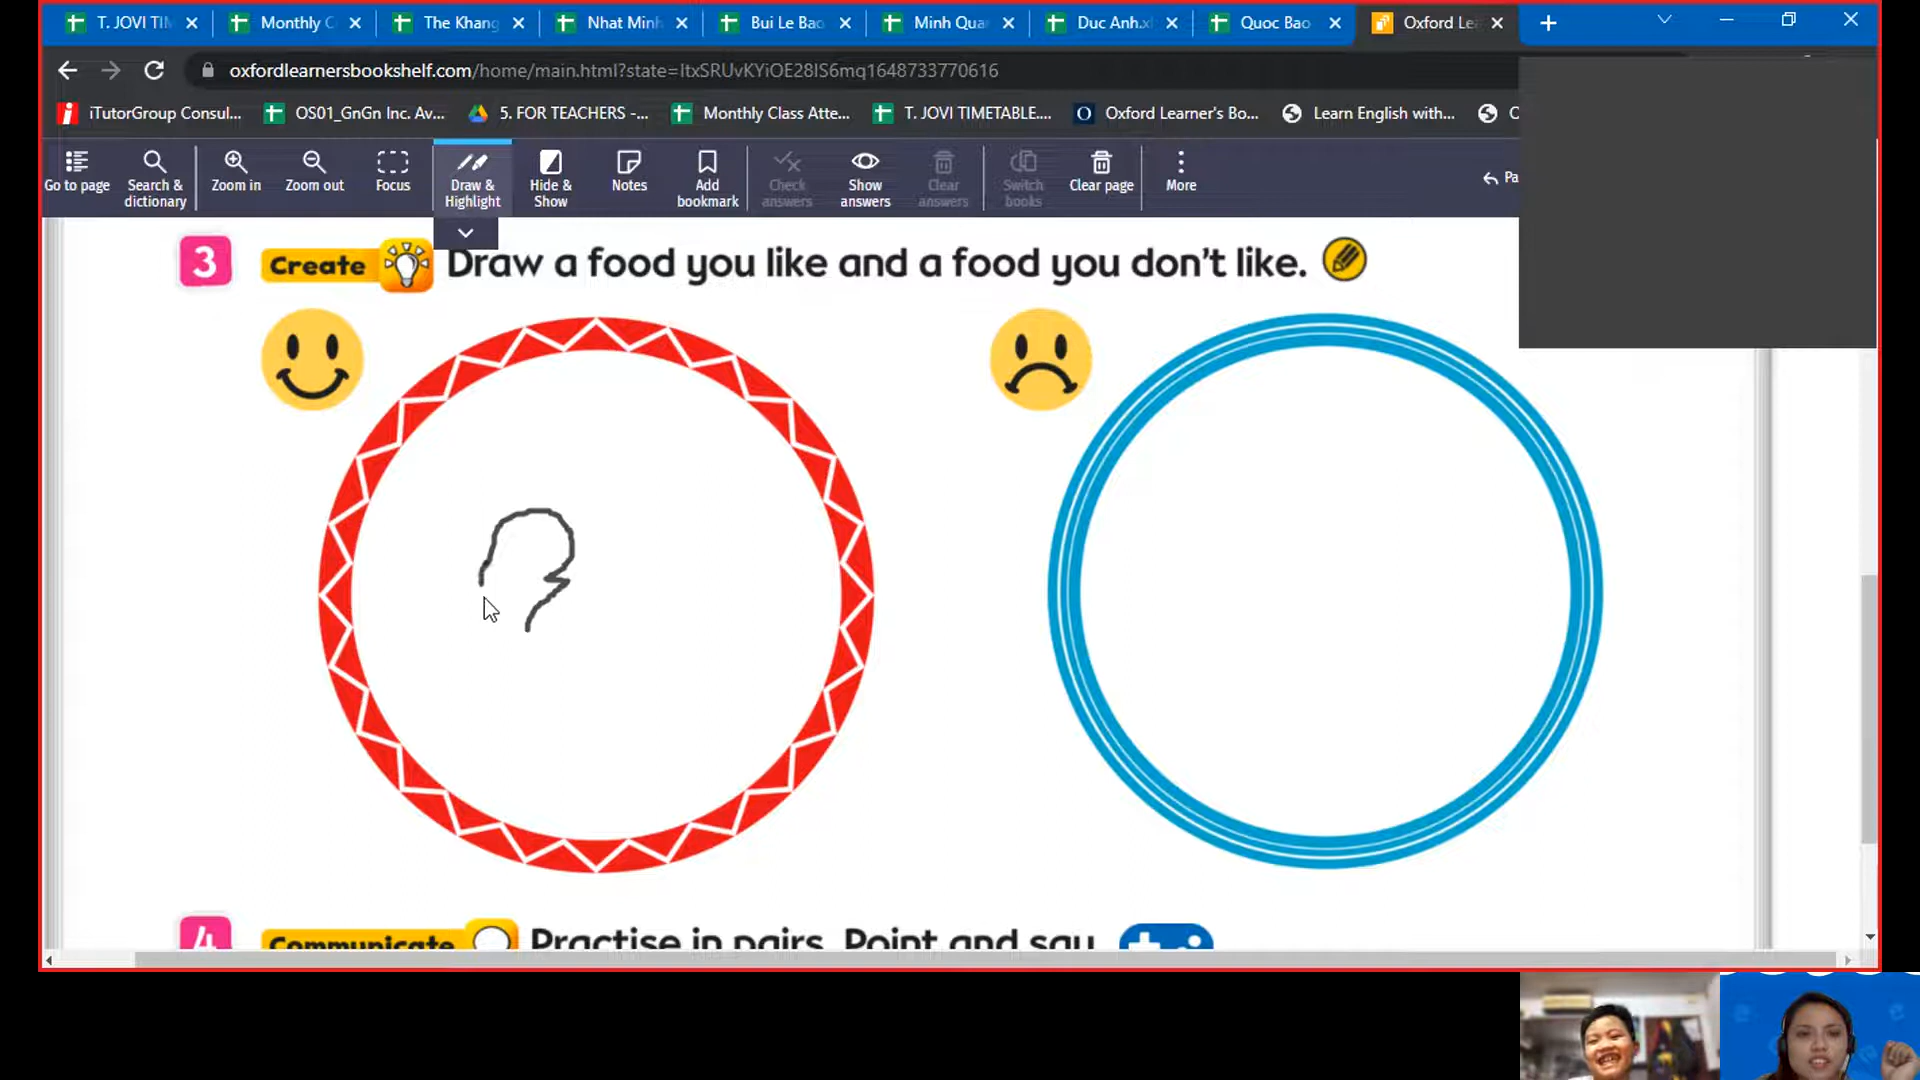 T. JOVI TIM
Monthly C
The Khang
Nhat Minh
Bui Le Bao
Minh Qua
Duc Anh.x
Quoc Bao
Oxford Le
oxfordlearnersbookshelf.com/home/main.html?state=ItxSRUvKYiOE28IS6mq1648733770616
iTutorGroup Consul...
OS01_GnGn Inc. Av...
5. FOR TEACHERS -...
Monthly Class Atte...
T. JOVI TIMETABLE....
Oxford Learner's Bo...
Learn English with...
Go to page
Search & dictionary
Zoom in
Zoom out
Focus
Draw & Highlight
Hide & Show
Notes
Add bookmark
Check answers
Show answers
Clear answers
Switch books
Clear page
More
Pa
3 Create Draw a food you like and a food you don't like.
4 Communicate Practise in pairs. Point and say.